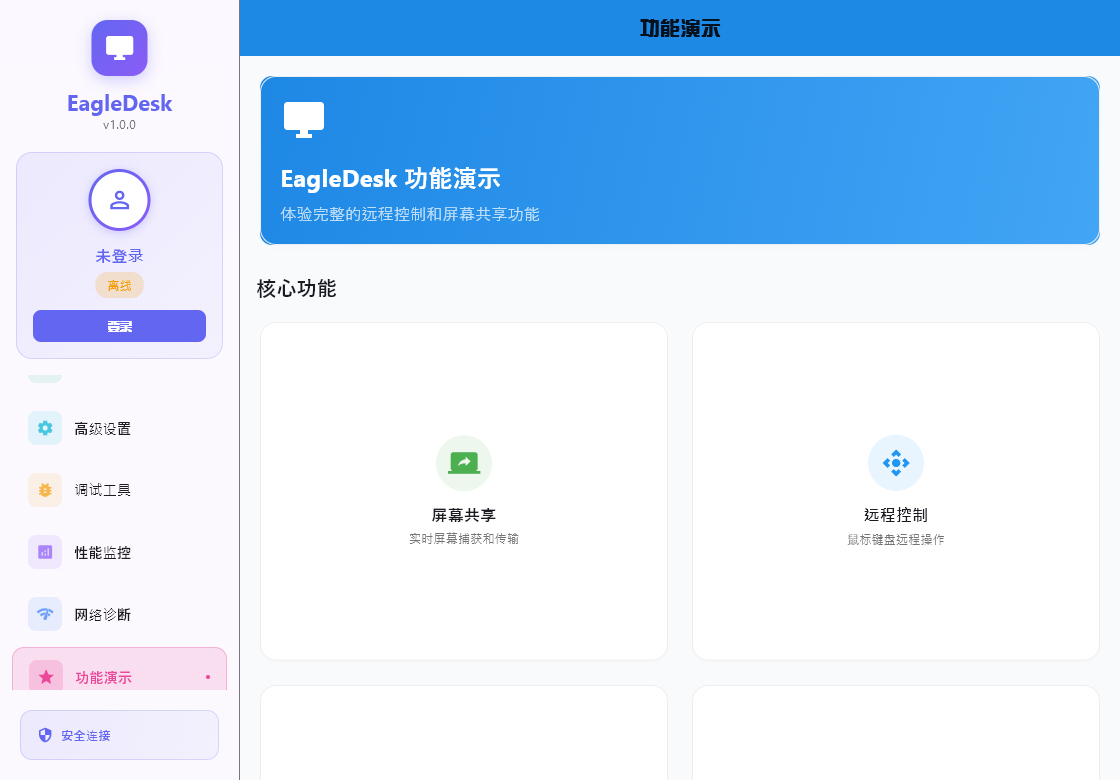 EagleDesk
v1.0.0
未登录
离线
登录
高级设置
调试工具
性能监控
网络诊断
功能演示
安全连接
功能演示
EagleDesk 功能演示
体验完整的远程控制和屏幕共享功能
核心功能
屏幕共享
实时屏幕捕获和传输
远程控制
鼠标键盘远程操作